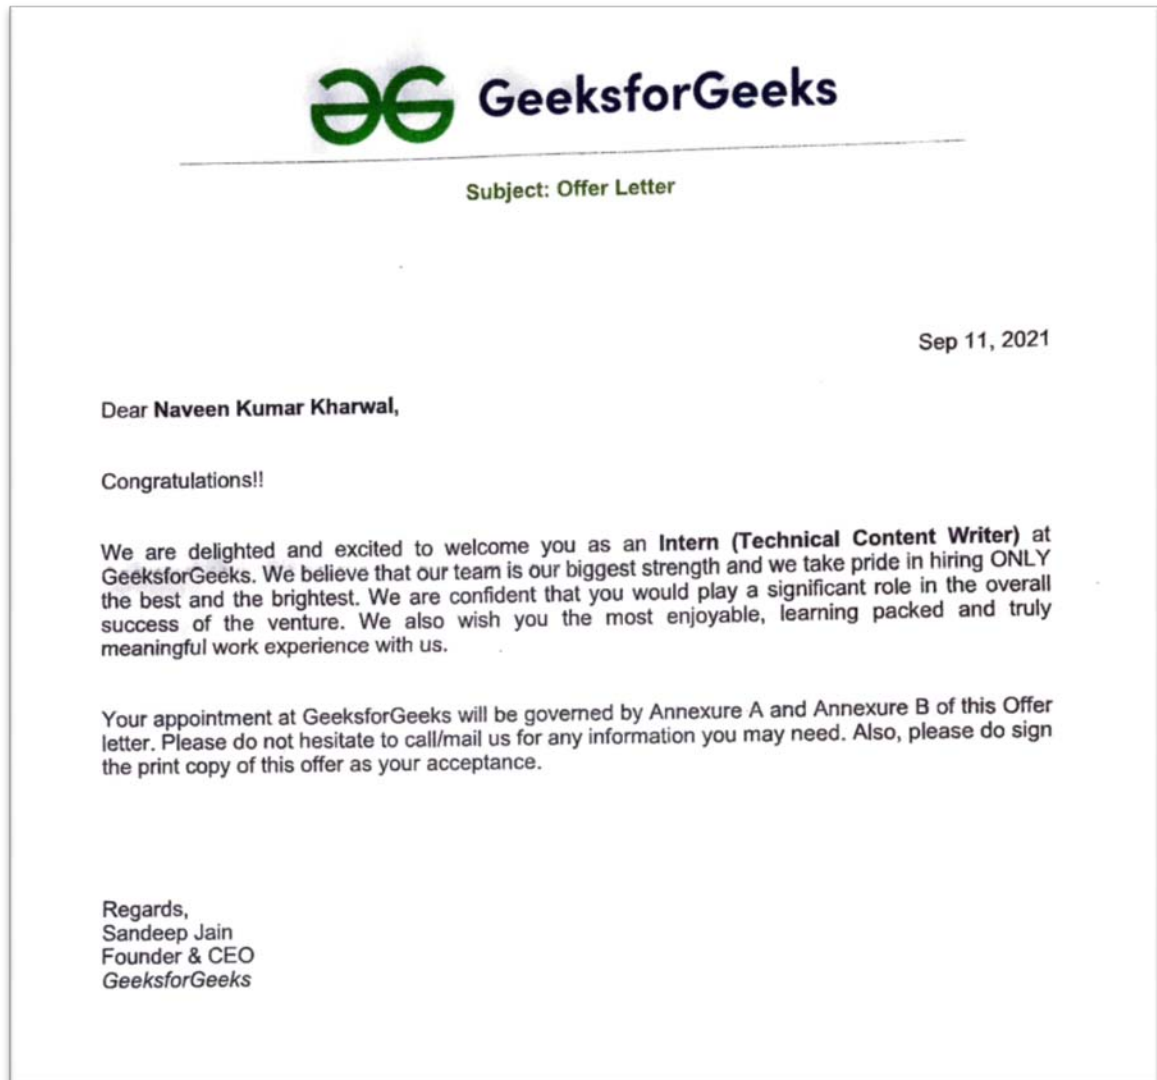 GeeksforGeeks
Subject: Offer Letter
Sep 11, 2021
Dear Naveen Kumar Kharwal,
Congratulations!!
We are delighted and excited to welcome you as an Intern (Technical Content Writer) at
GeeksforGeeks. We believe that our team is our biggest strength and we take pride in hiring ONLY
the best and the brightest. We are confident that you would play a significant role in the overall
success of the venture. We also wish you the most enjoyable, learning packed and truly
meaningful work experience with us.
Your appointment at GeeksforGeeks will be governed by Annexure A and Annexure B of this Offer
letter. Please do not hesitate to call/mail us for any information you may need. Also, please do sign
the print copy of this offer as your acceptance.
Regards,
Sandeep Jain
Founder & CEO
GeeksforGeeks